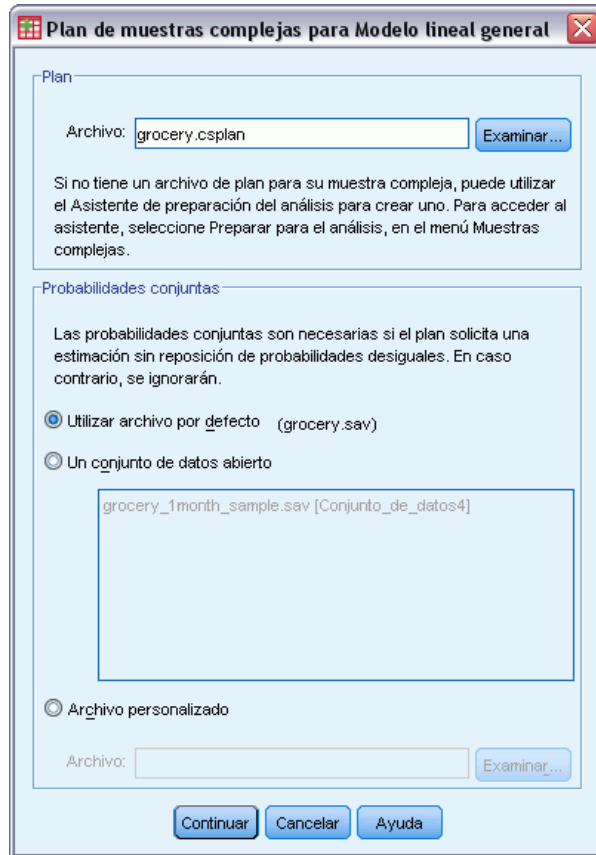 Plan de muestras complejas para Modelo lineal general
Plan
Archivo: grocery.csplan Examinar...
Si no tiene un archivo de plan para su muestra compleja, puede utilizar
el Asistente de preparación del análisis para crear uno. Para acceder al
asistente, seleccione Preparar para el análisis, en el menú Muestras
complejas.
Probabilidades conjuntas
Las probabilidades conjuntas son necesarias si el plan solicita una
estimación sin reposición de probabilidades desiguales. En caso
contrario, se ignorarán.
Utilizar archivo por defecto (grocery.sav)
Un conjunto de datos abierto
grocery_1month_sample.sav [Conjunto_de_datos4]
Archivo personalizado
Archivo: Examinar...
Continuar Cancelar Ayuda